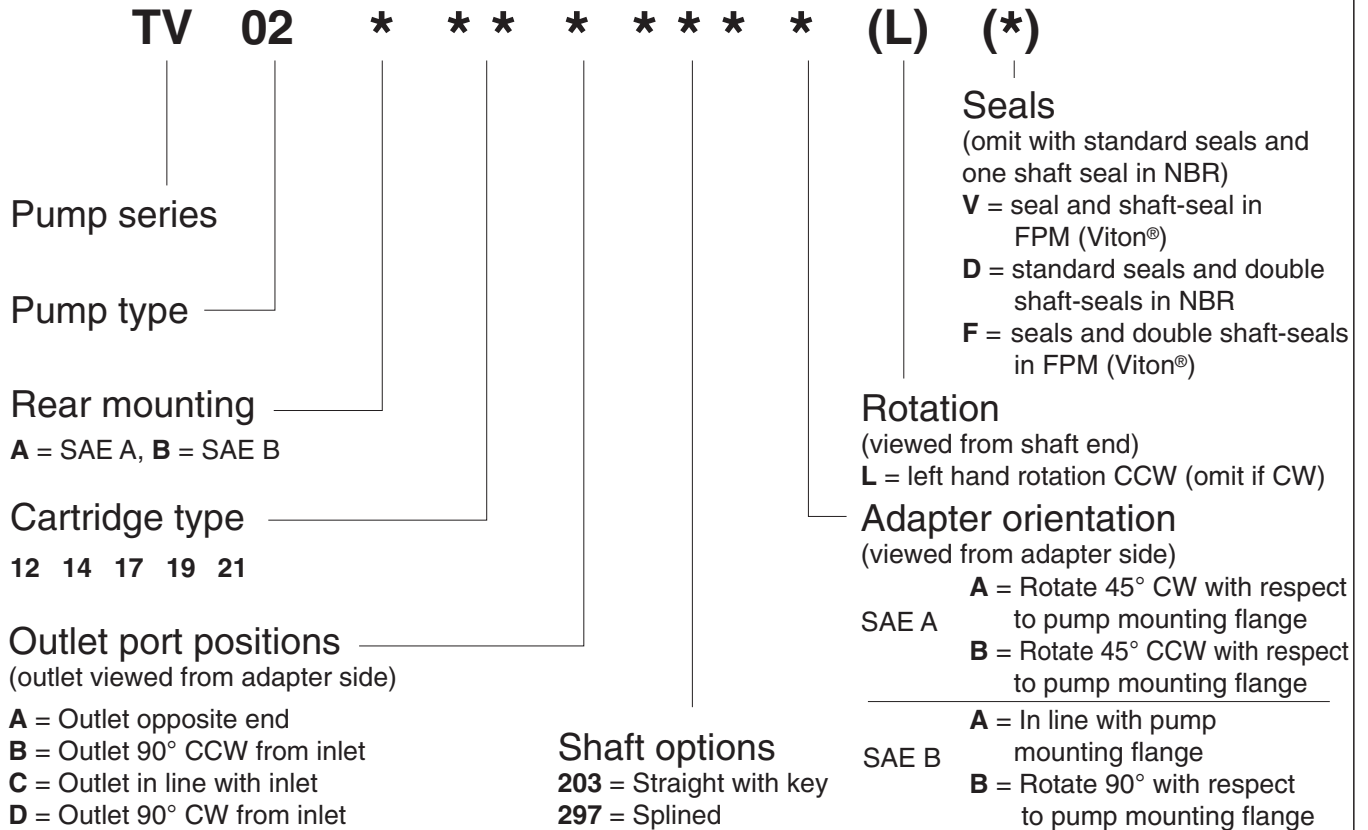 TV 02 * * * * * * * * (L) (*)
Pump series
Pump type
Rear mounting
A = SAE A, B = SAE B
Cartridge type
12 14 17 19 21
Outlet port positions
(outlet viewed from adapter side)
A = Outlet opposite end
B = Outlet 90° CCW from inlet
C = Outlet in line with inlet
D = Outlet 90° CW from inlet
Shaft options
203 = Straight with key
297 = Splined
Seals
(omit with standard seals and
one shaft seal in NBR)
V = seal and shaft-seal in
FPM (Viton®)
D = standard seals and double
shaft-seals in NBR
F = seals and double shaft-seals
in FPM (Viton®)
Rotation
(viewed from shaft end)
L = left hand rotation CCW (omit if CW)
Adapter orientation
(viewed from adapter side)
SAE A
A = Rotate 45° CW with respect
to pump mounting flange
B = Rotate 45° CCW with respect
to pump mounting flange
SAE B
A = In line with pump
mounting flange
B = Rotate 90° with respect
to pump mounting flange